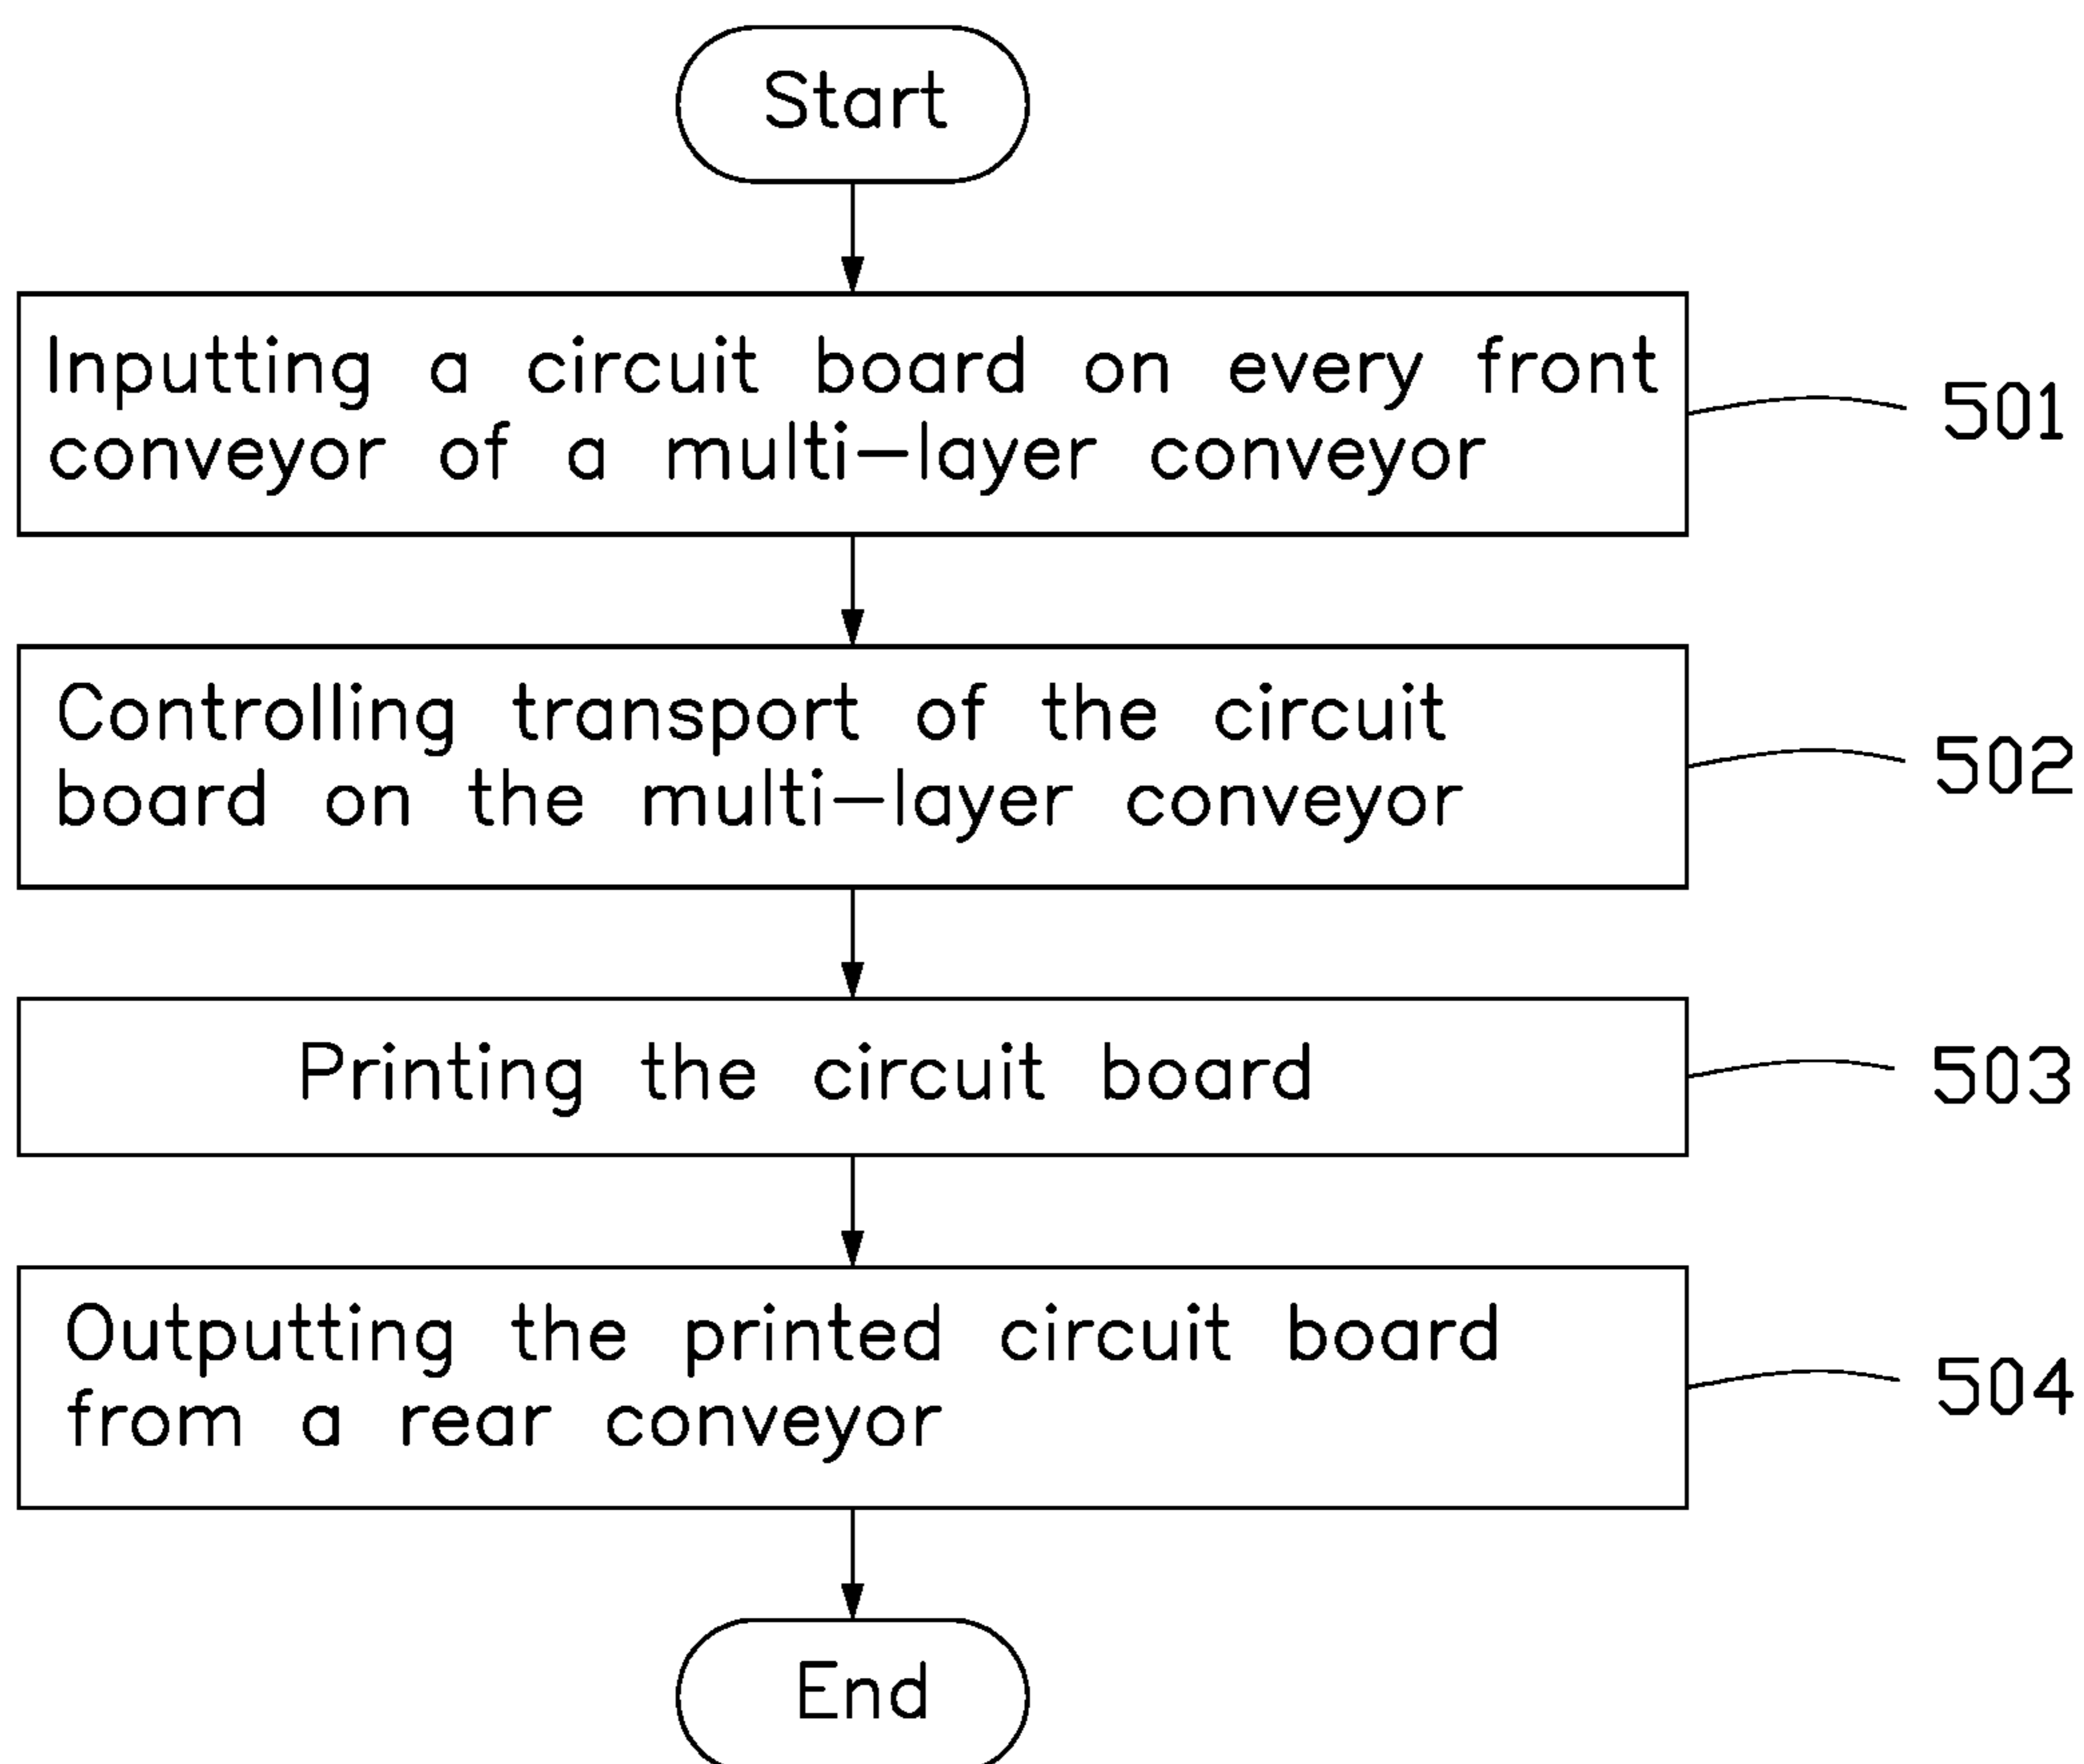 Start
Inputting a circuit board on every front
conveyor of a multi-layer conveyor
501
Controlling transport of the circuit
board on the multi-layer conveyor
502
Printing the circuit board
503
Outputting the printed circuit board
from a rear conveyor
504
End